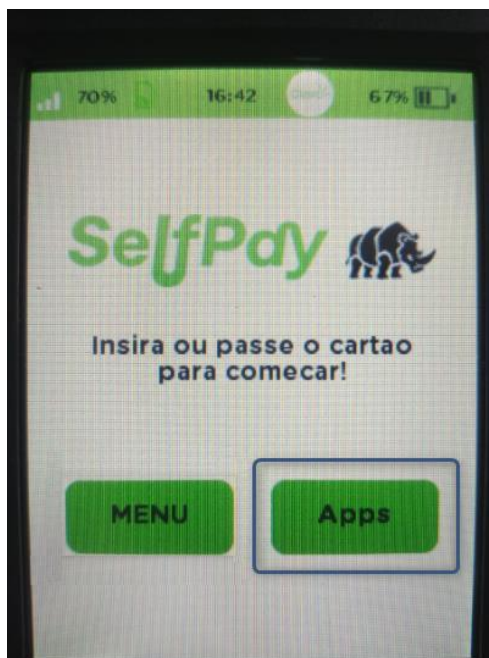 70% 16:42 67%
SelfPay
Insira ou passe o cartao
para comecar!
MENU Apps